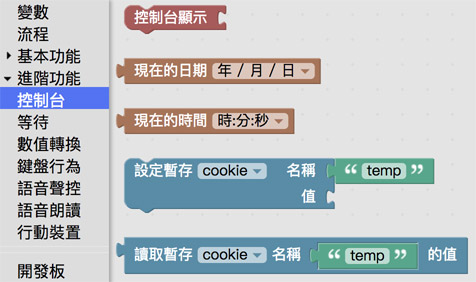 變數
流程
基本功能
進階功能
控制台
等待
數值轉換
鍵盤行為
語音聲控
語音朗讀
行動裝置
開發板
控制台顯示
現在的日期 年 / 月 / 日
現在的時間 時:分:秒
設定暫存 cookie 名稱 “ temp ”
值
讀取暫存 cookie 名稱 “ temp ” 的值